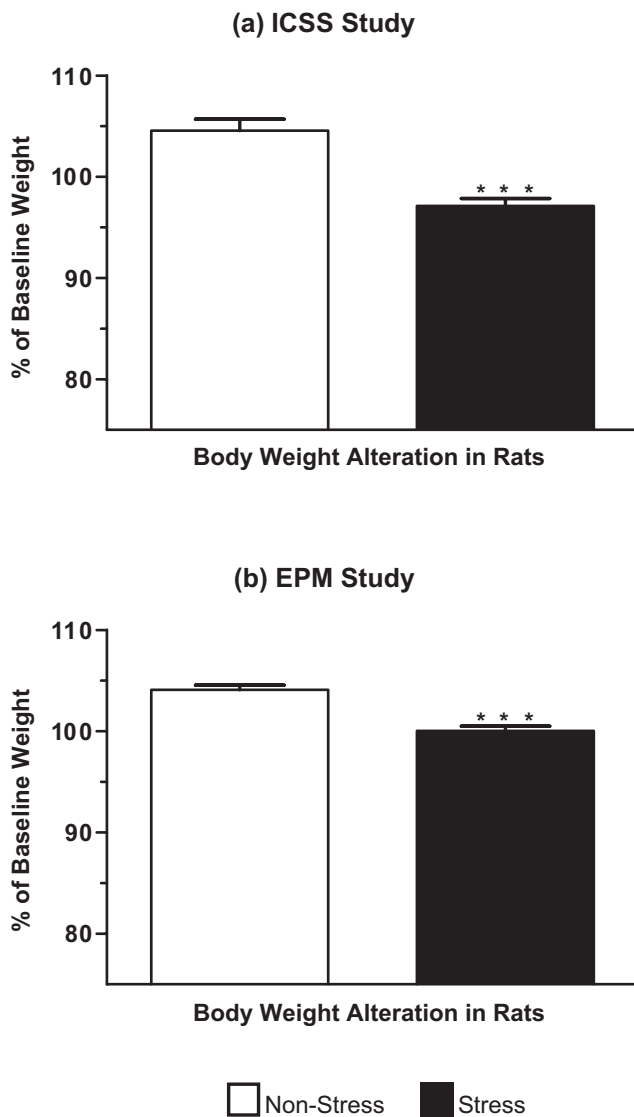 (a) ICSS Study
110
100
90
80
% of Baseline Weight
* * *
Body Weight Alteration in Rats
(b) EPM Study
110
100
90
80
% of Baseline Weight
* * *
Body Weight Alteration in Rats
Non-Stress Stress